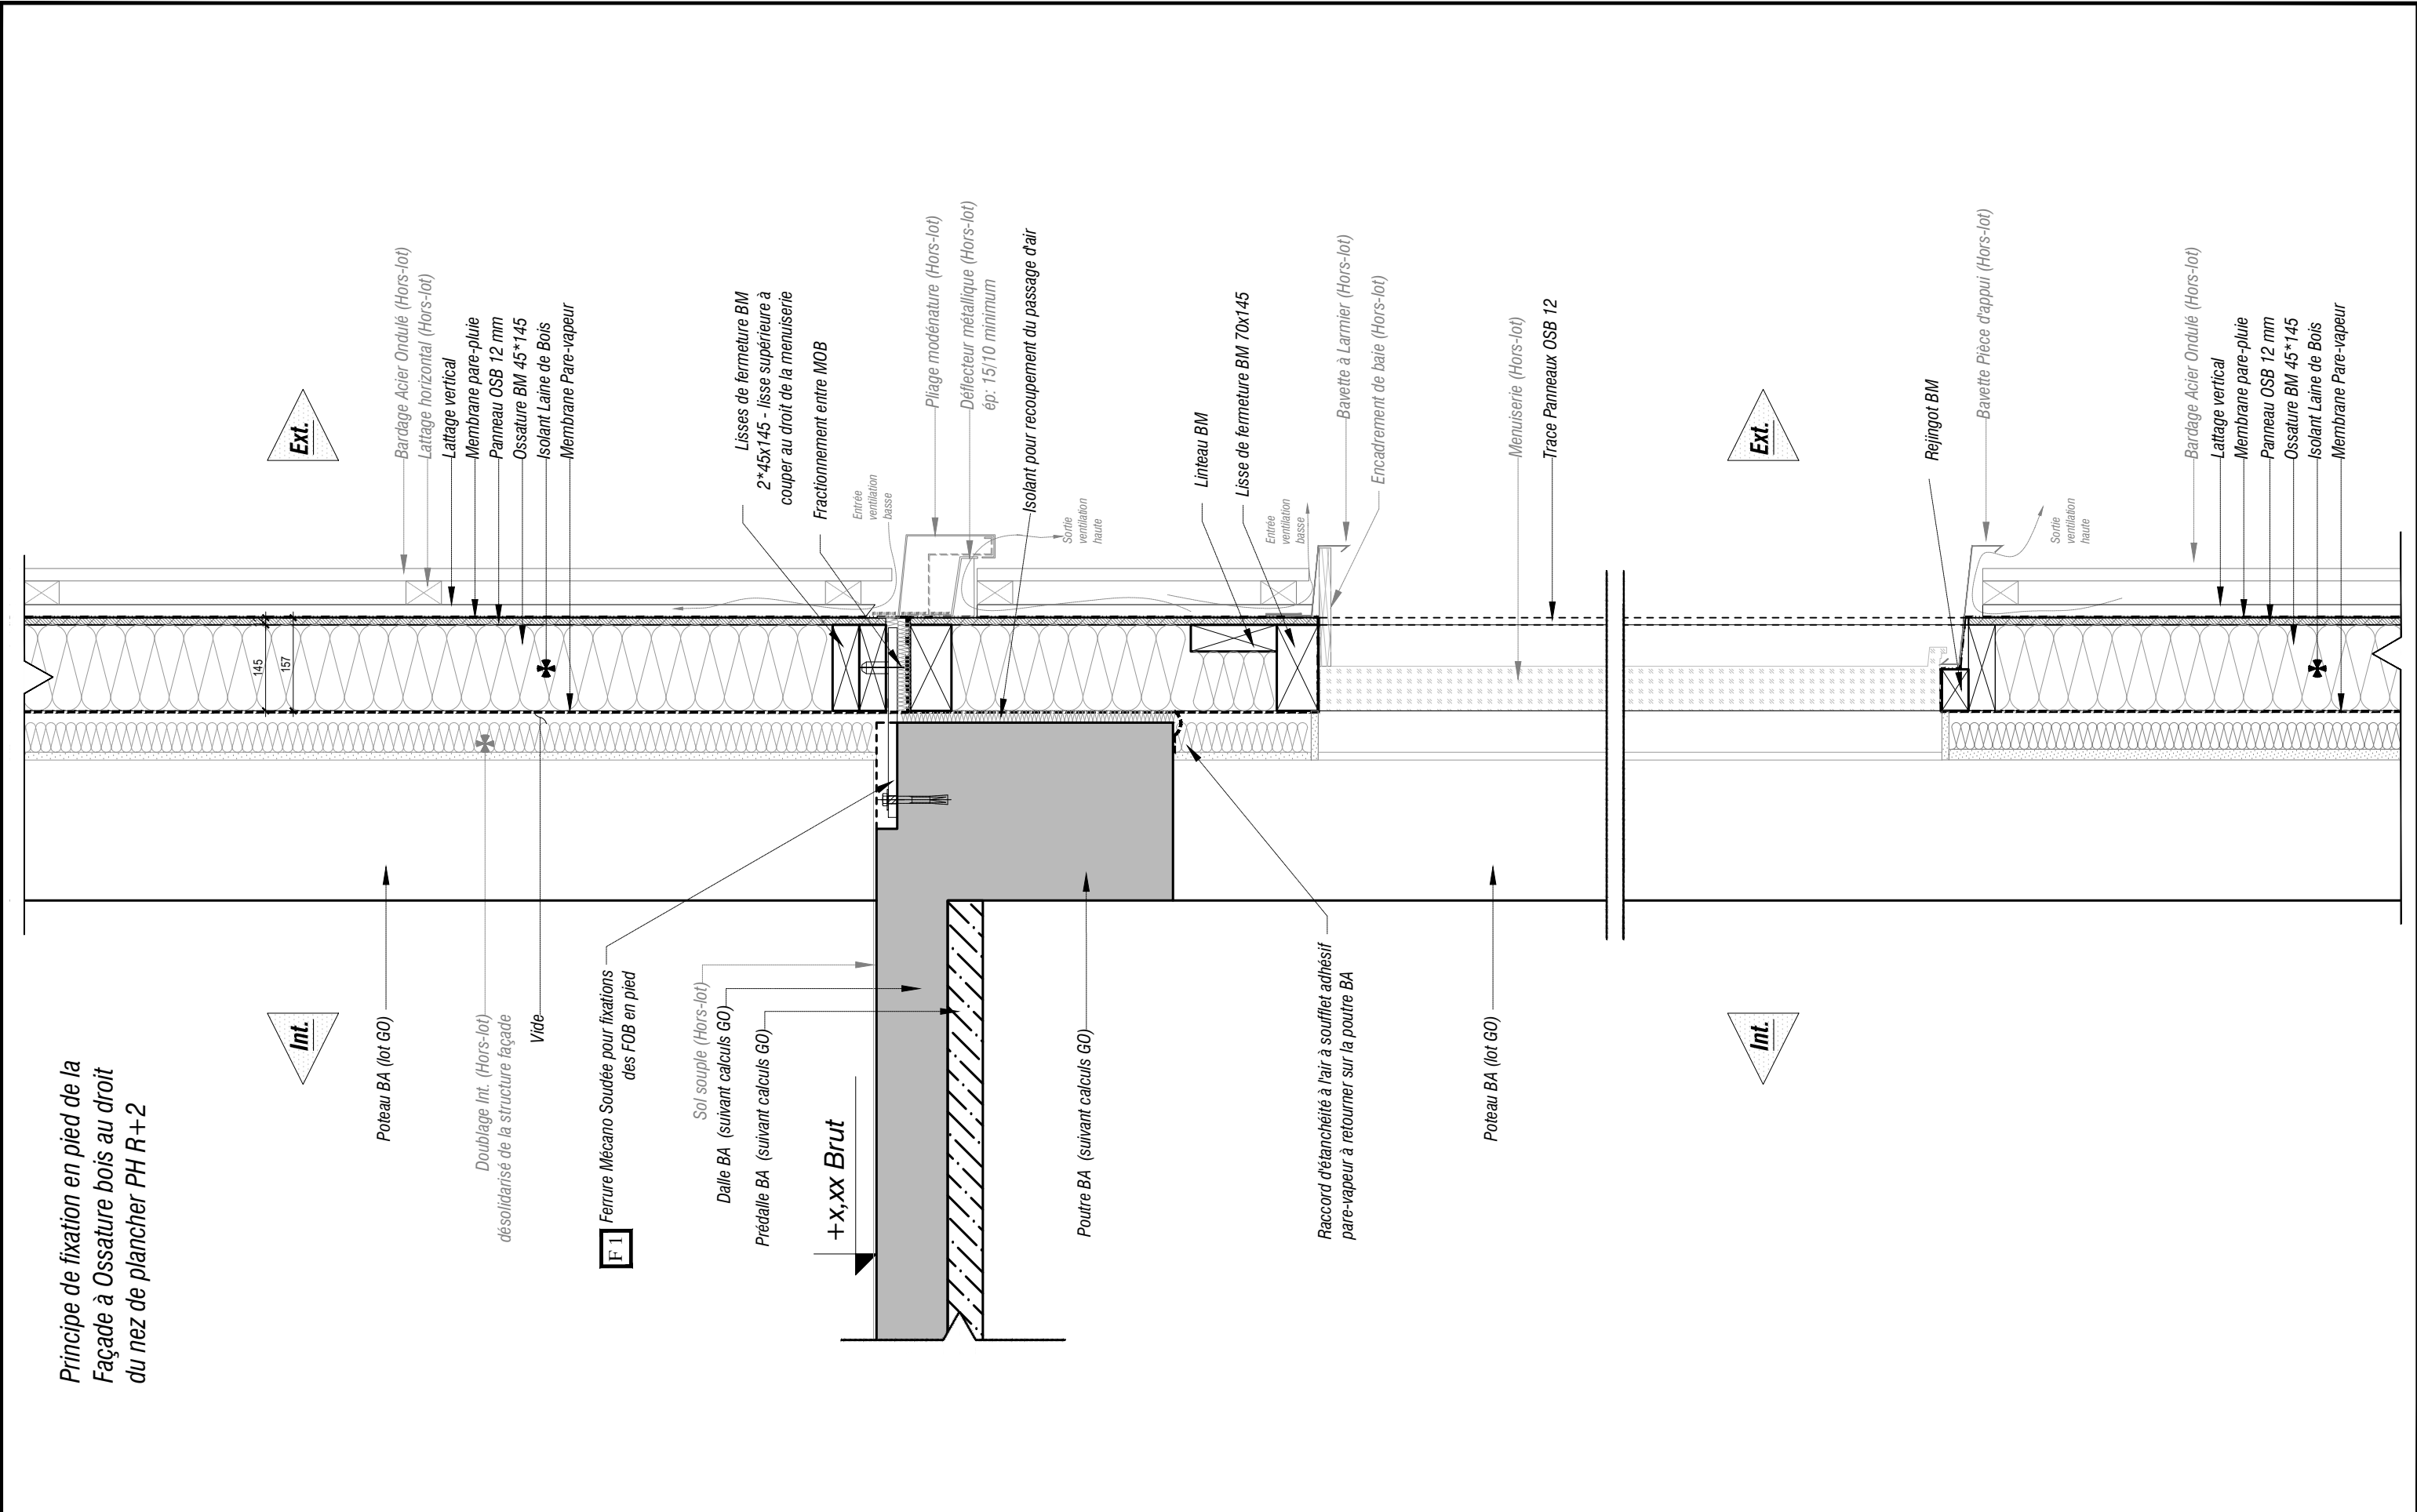 Principe de fixation en pied de la
Façade à Ossature bois au droit
du nez de plancher PH R+2
Int.
Ext.
Poteau BA (lot GO)
Doublage Int. (Hors-lot)
désolidarisé de la structure façade
Vide
F 1
Ferrure Mécano Soudée pour fixations
des FOB en pied
Sol souple (Hors-lot)
Dalle BA (suivant calculs GO)
Prédalle BA (suivant calculs GO)
+x,xx Brut
Poutre BA (suivant calculs GO)
Raccord d'étanchéité à l'air à soufflet adhésif
pare-vapeur à retourner sur la poutre BA
Poteau BA (lot GO)
Int.
Ext.
145
157
Bardage Acier Ondulé (Hors-lot)
Lattage horizontal (Hors-lot)
Lattage vertical
Membrane pare-pluie
Panneau OSB 12 mm
Ossature BM 45*145
Isolant Laine de Bois
Membrane Pare-vapeur
Lisses de fermeture BM
2*45x145 - lisse supérieure à
couper au droit de la menuiserie
Fractionnement entre MOB
Entrée
ventilation
basse
Pliage modénature (Hors-lot)
Déflecteur métallique (Hors-lot)
ép: 15/10 minimum
Isolant pour recoupement du passage d'air
Sortie
ventilation
haute
Linteau BM
Lisse de fermeture BM 70x145
Entrée
ventilation
basse
Bavette à Larmier (Hors-lot)
Encadrement de baie (Hors-lot)
Menuiserie (Hors-lot)
Trace Panneaux OSB 12
Rejingot BM
Bavette Pièce d'appui (Hors-lot)
Sortie
ventilation
haute
Bardage Acier Ondulé (Hors-lot)
Lattage vertical
Membrane pare-pluie
Panneau OSB 12 mm
Ossature BM 45*145
Isolant Laine de Bois
Membrane Pare-vapeur